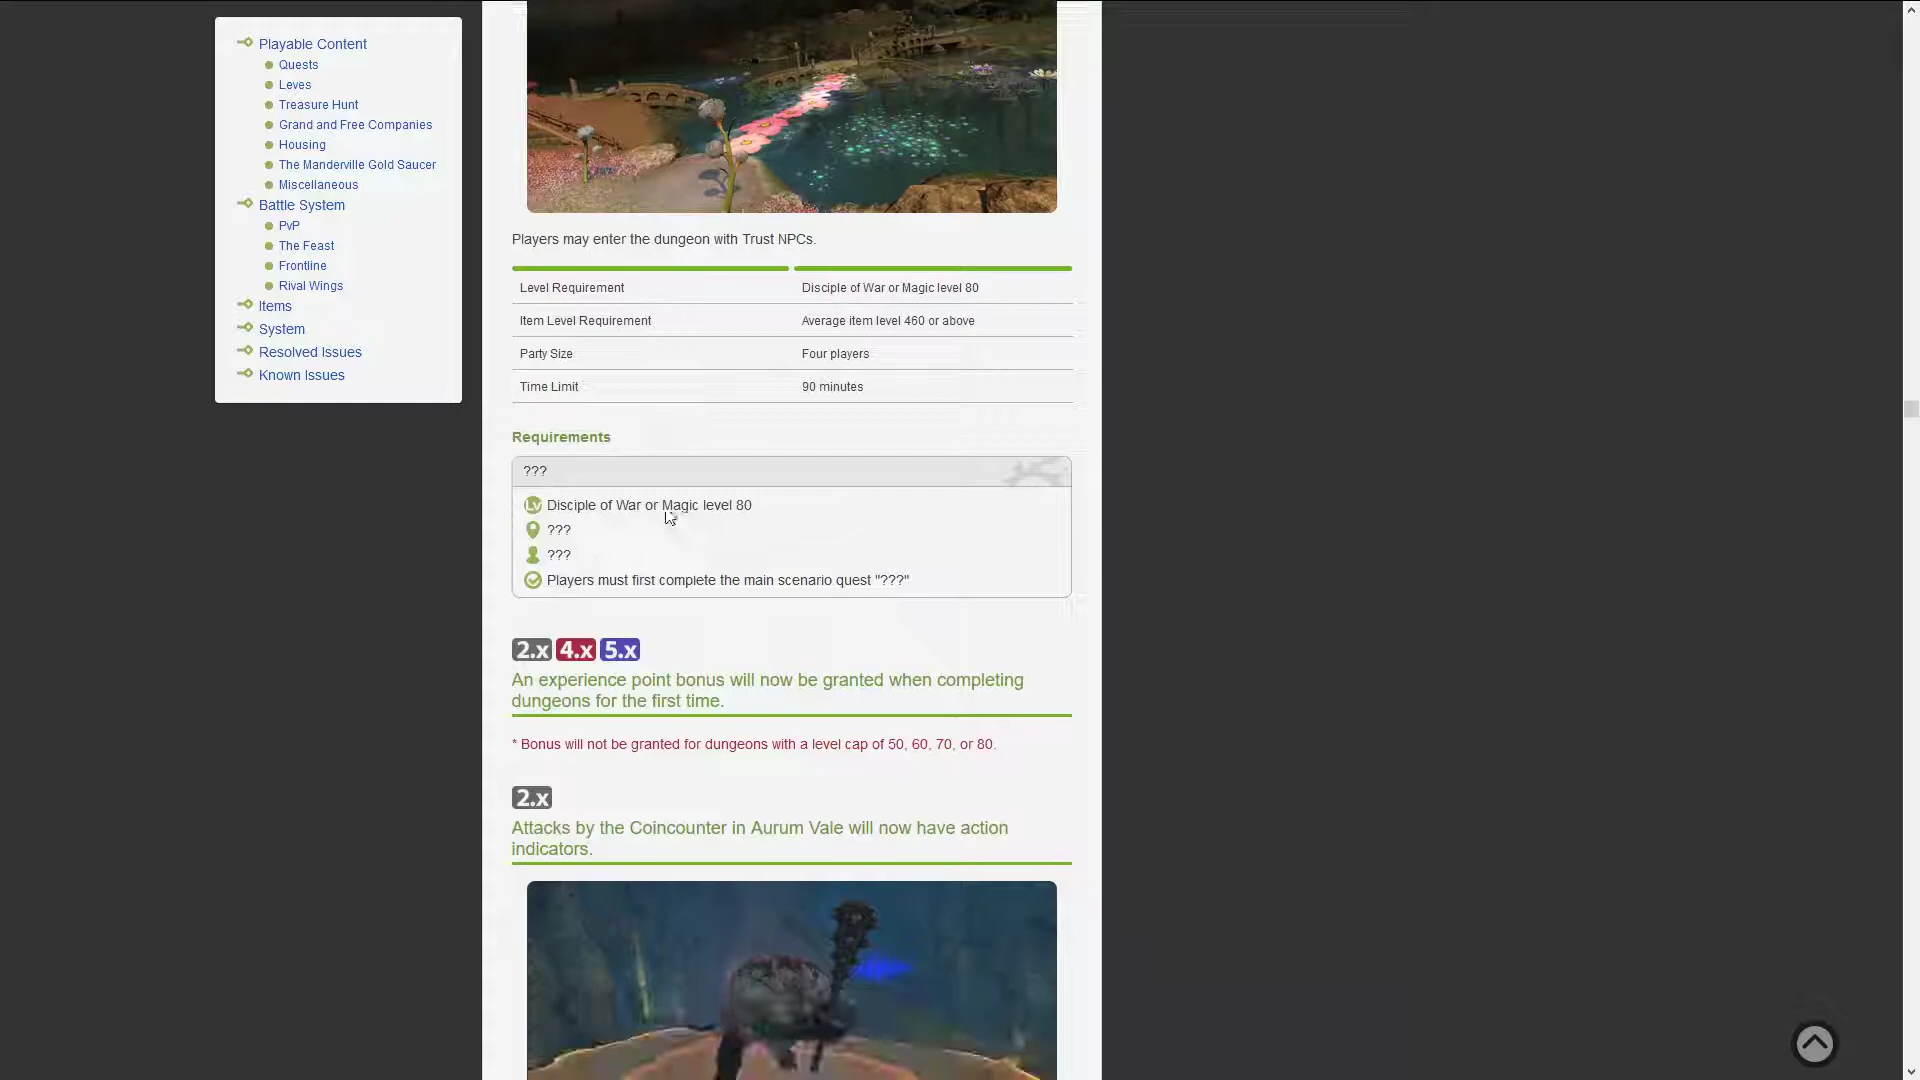 Playable Content
Quests
Leves
Treasure Hunt
Grand and Free Companies
Housing
The Manderville Gold Saucer
Miscellaneous
Battle System
PvP
The Feast
Frontline
Rival Wings
Items
System
Resolved Issues
Known Issues
Players may enter the dungeon with Trust NPCs.
Level Requirement Disciple of War or Magic level 80
Item Level Requirement Average item level 460 or above
Party Size Four players
Time Limit 90 minutes
Requirements
???
Lv Disciple of War or Magic level 80
???
???
Players must first complete the main scenario quest "???"
2.x 4.x 5.x
An experience point bonus will now be granted when completing
dungeons for the first time.
* Bonus will not be granted for dungeons with a level cap of 50, 60, 70, or 80.
2.x
Attacks by the Coincounter in Aurum Vale will now have action
indicators.